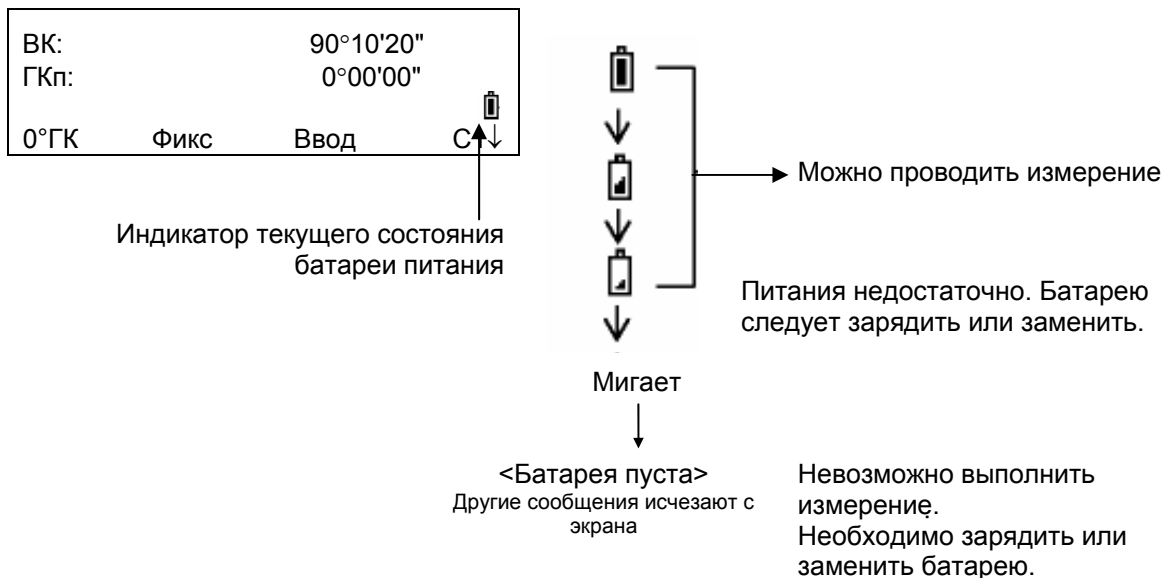 ВК: 90°10'20"
ГКп: 0°00'00"
0°ГК Фикс Ввод С1↓
Индикатор текущего состояния
батареи питания
Можно проводить измерение
Питания недостаточно. Батарею
следует зарядить или заменить.
Мигает
<Батарея пуста>
Другие сообщения исчезают с
экрана
Невозможно выполнить
измерение.
Необходимо зарядить или
заменить батарею.